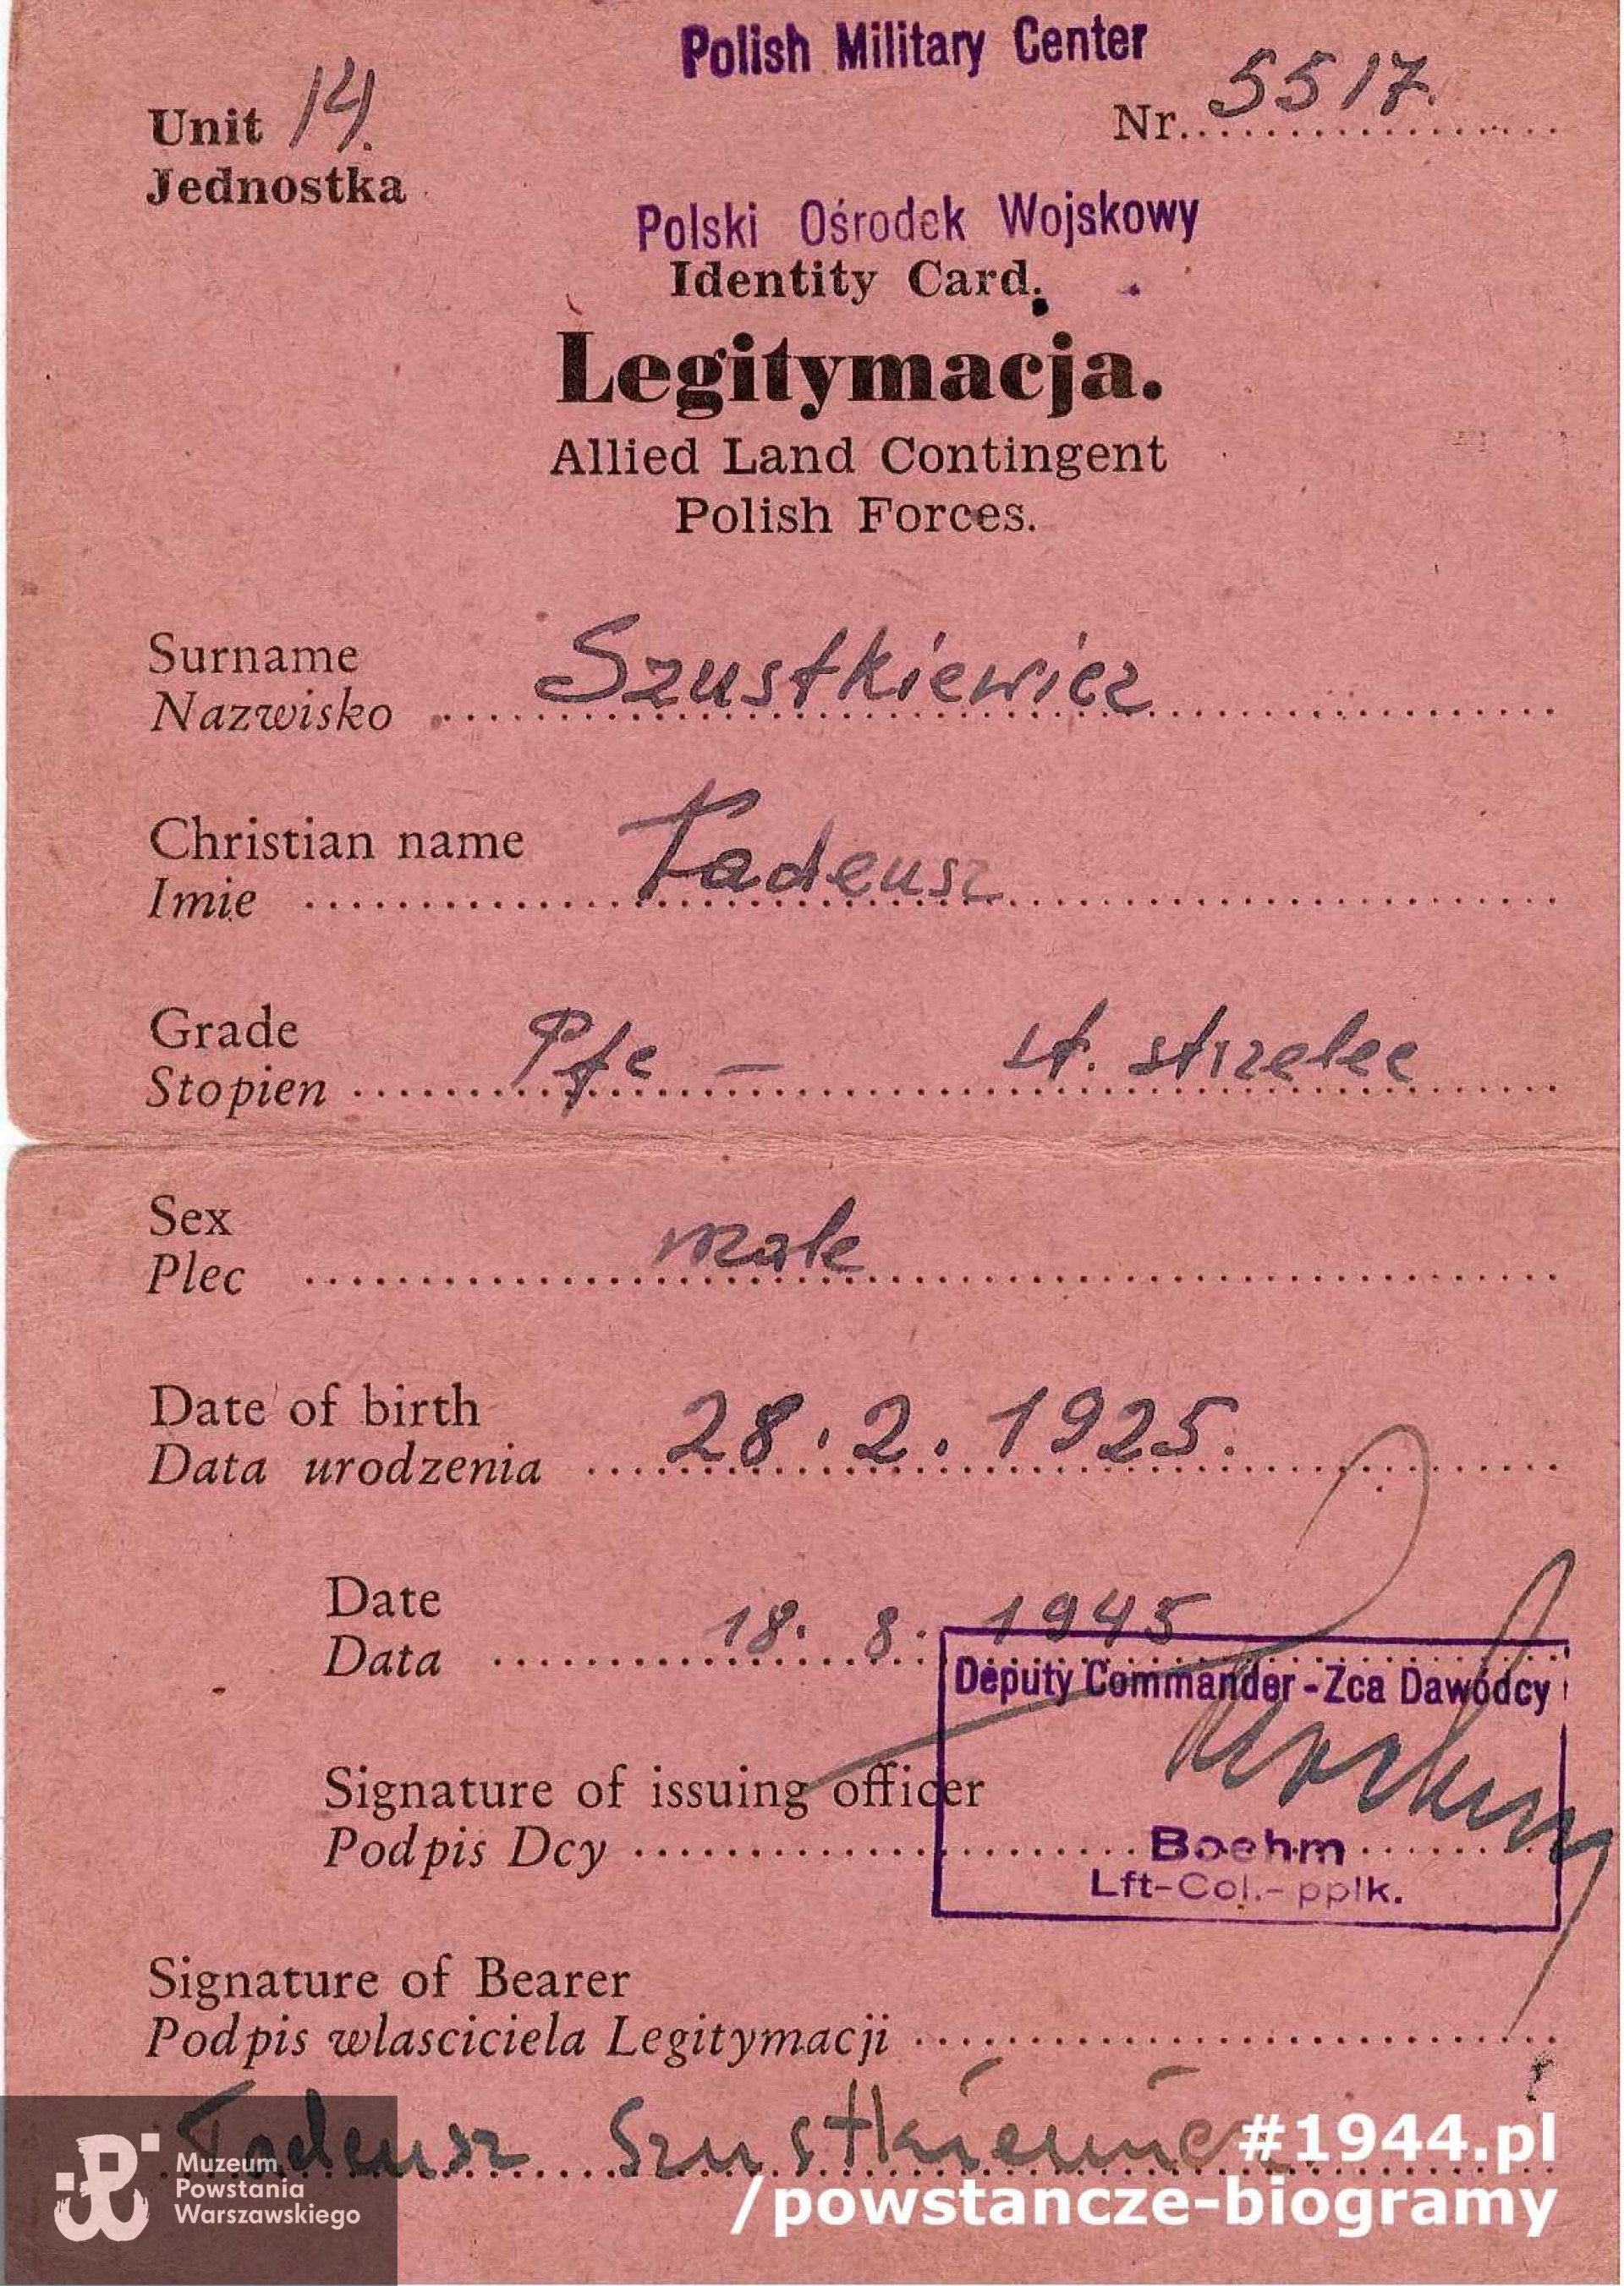 Polish Military Center
Unit 14.
Nr. 5517.
Jednostka
Polski Ośrodek Wojskowy
Identity Card.
Legitymacja.
Allied Land Contingent
Polish Forces.
Surname
Nazwisko Szustkiewicz
Christian name
Imie Tadeusz
Grade
Stopien Pfc - st. strzelec
Sex
Plec male
Date of birth
Data urodzenia 28.2.1925.
Date
Data 18. 8. 1945
Deputy Commander - Zca Dawódcy
Signature of issuing officer
Podpis Dcy
Boehm
Lft-Col.- pplk.
Signature of Bearer
Podpis wlasciciela Legitymacji
Tadeusz Szustkiewicz
#1944.pl
/powstancze-biogramy
Muzeum
Powstania
Warszawskiego